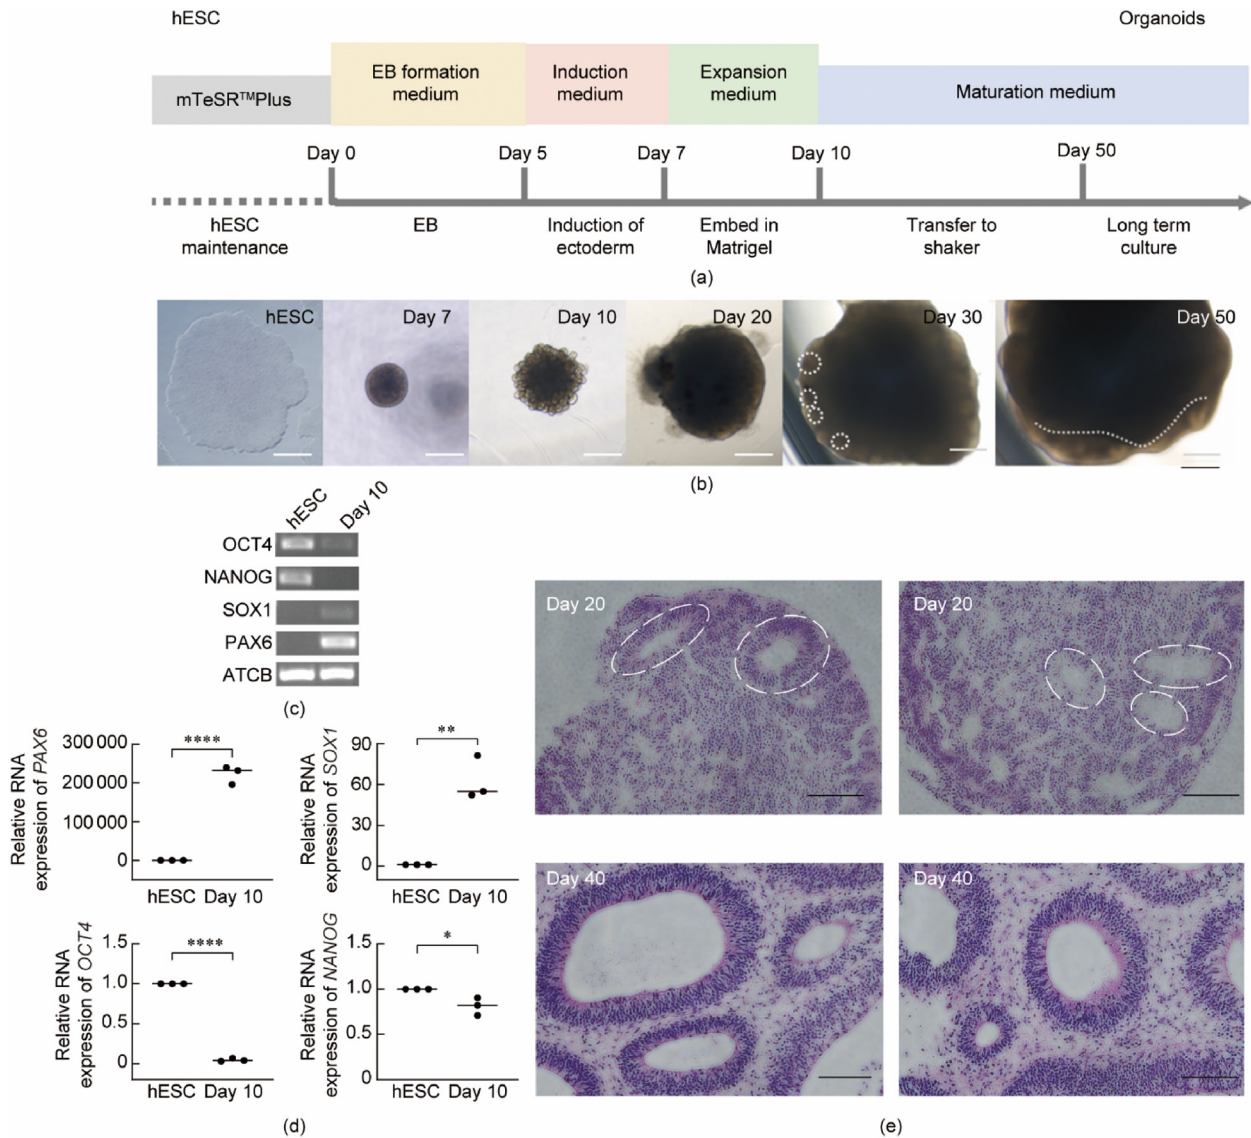 hESC
Organoids
mTeSR™Plus
EB formation
medium
Induction
medium
Expansion
medium
Maturation medium
Day 0
Day 5
Day 7
Day 10
Day 50
hESC
maintenance
EB
Induction of
ectoderm
Embed in
Matrigel
Transfer to
shaker
Long term
culture
(a)
hESC
Day 7
Day 10
Day 20
Day 30
Day 50
(b)
hESC
Day 10
OCT4
NANOG
SOX1
PAX6
ATCB
(c)
Relative RNA
expression of PAX6
300 000
200 000
100 000
0
****
hESC Day 10
Relative RNA
expression of SOX1
90
60
30
0
**
hESC Day 10
Relative RNA
expression of OCT4
1.5
1.0
0.5
0
****
hESC Day 10
Relative RNA
expression of NANOG
1.5
1.0
0.5
0
*
hESC Day 10
(d)
Day 20
Day 20
Day 40
Day 40
(e)